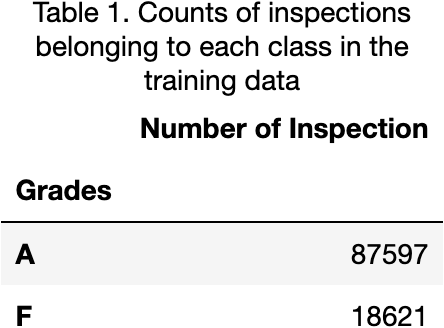 Table 1. Counts of inspections
belonging to each class in the
training data
Number of Inspection
Grades
A 87597
F 18621